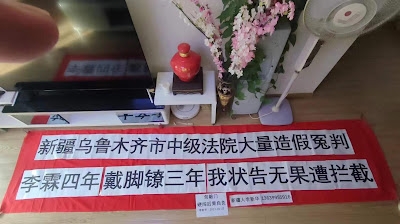 新疆乌鲁木齐市中级法院大量造假冤判
李霖四年戴脚镣三年我状告无果遭拦截